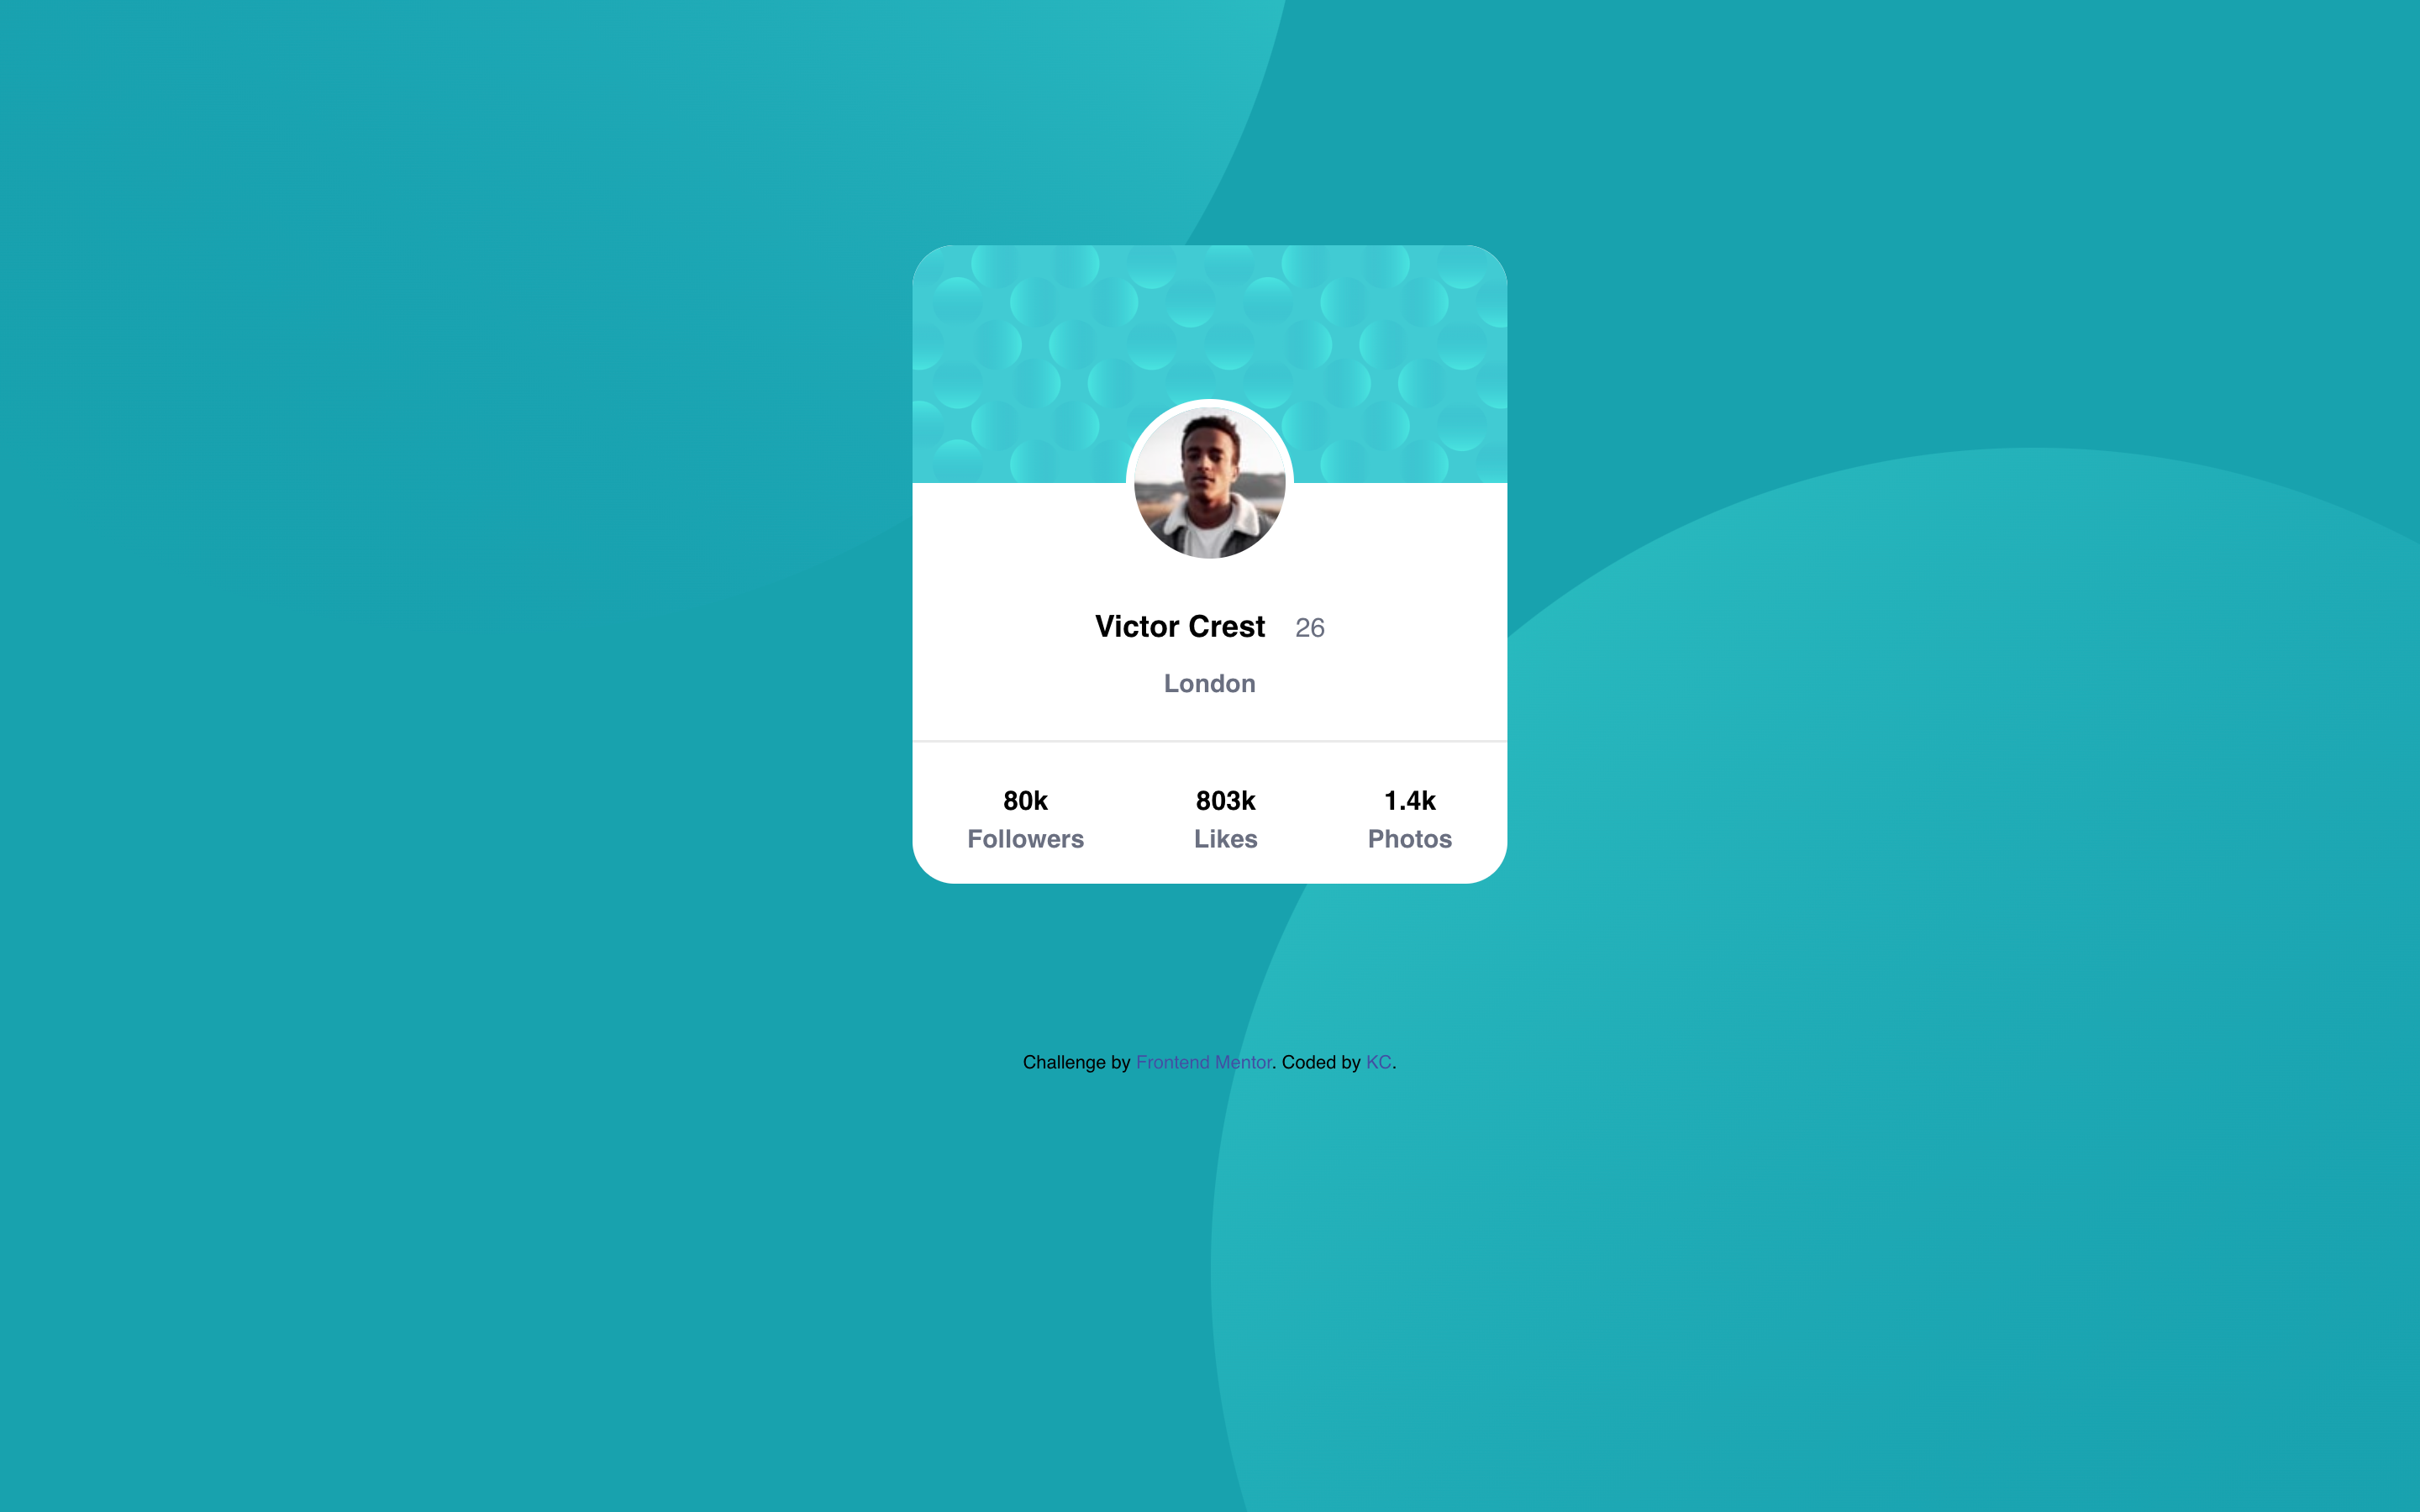 Victor Crest 26
London
80k 803k 1.4k
Followers Likes Photos
Challenge by Frontend Mentor. Coded by KC.